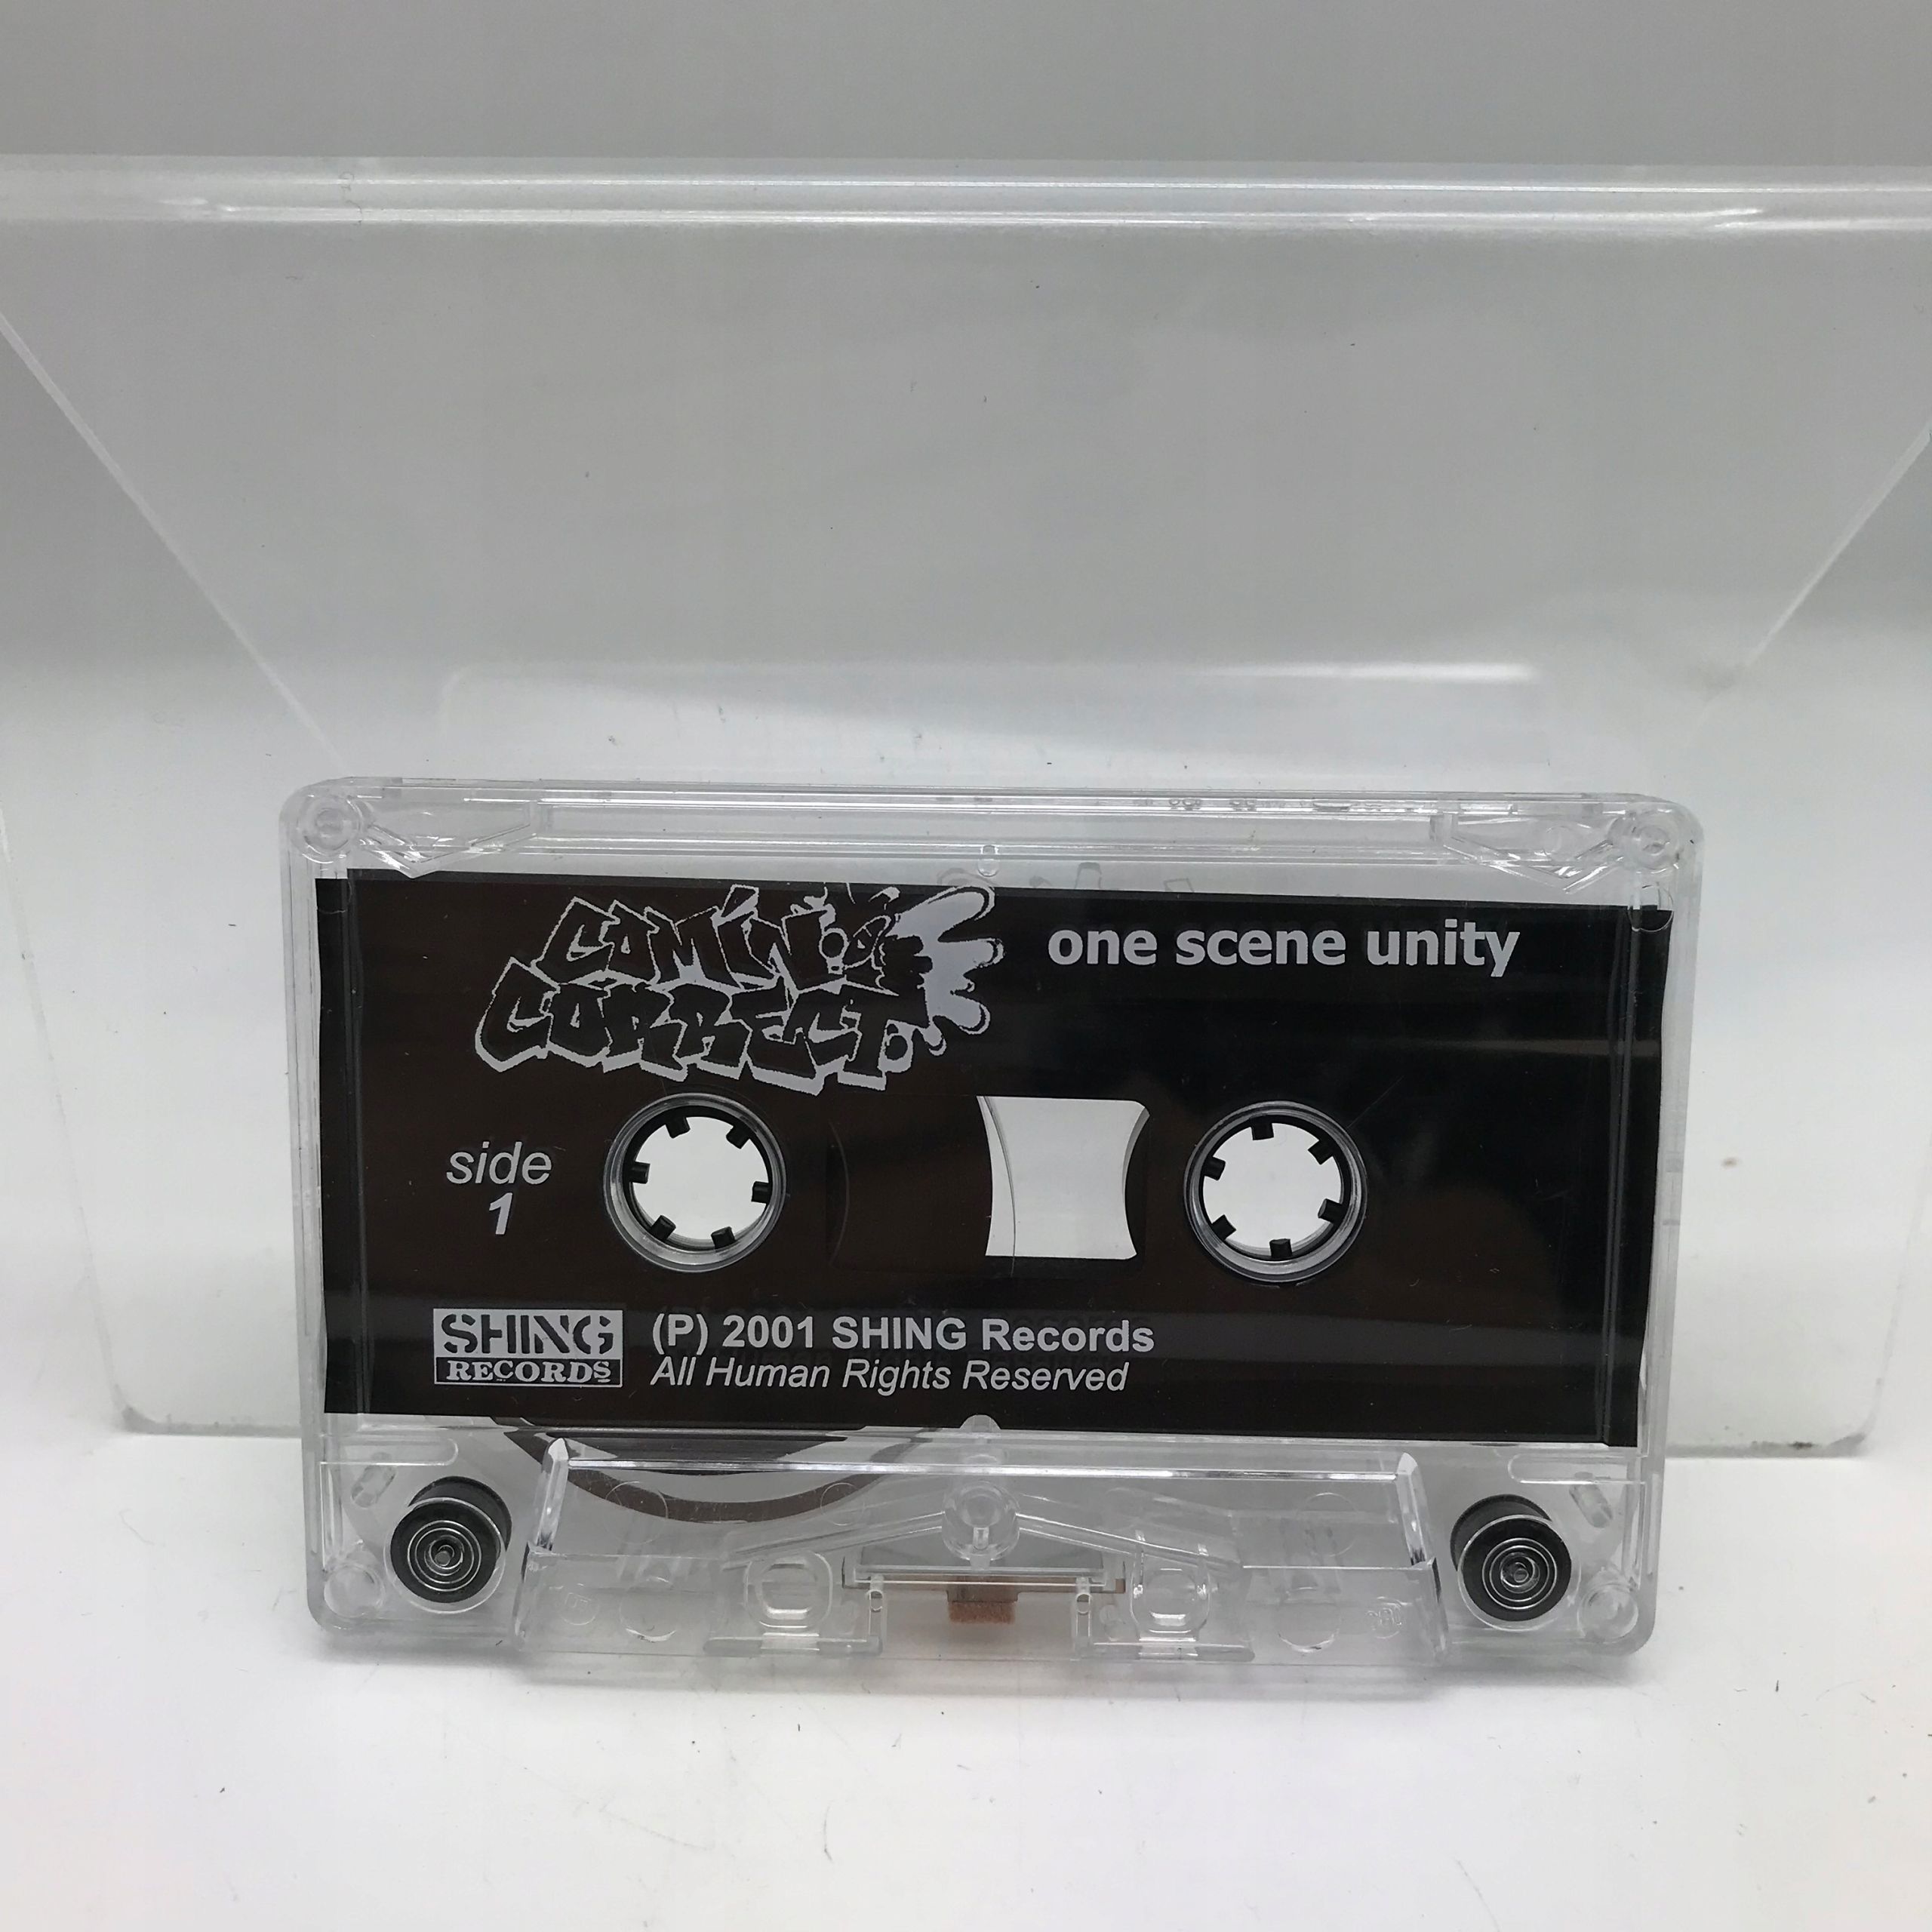 COMIN
CORRECT
one scene unity
side
1
SHING
RECORDS
(P) 2001 SHING Records
All Human Rights Reserved